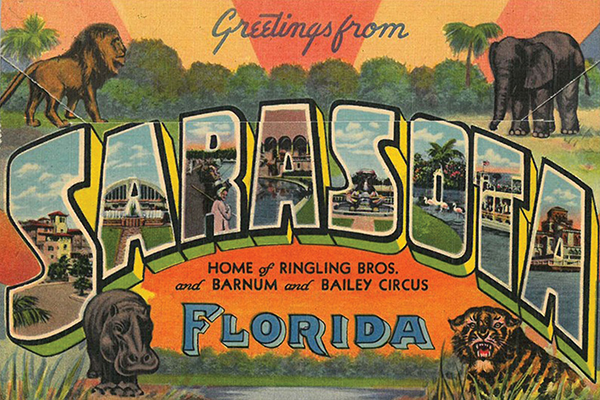 Greetings from
SARASOTA
HOME of RINGLING BROS.
and BARNUM and BAILEY CIRCUS
FLORIDA